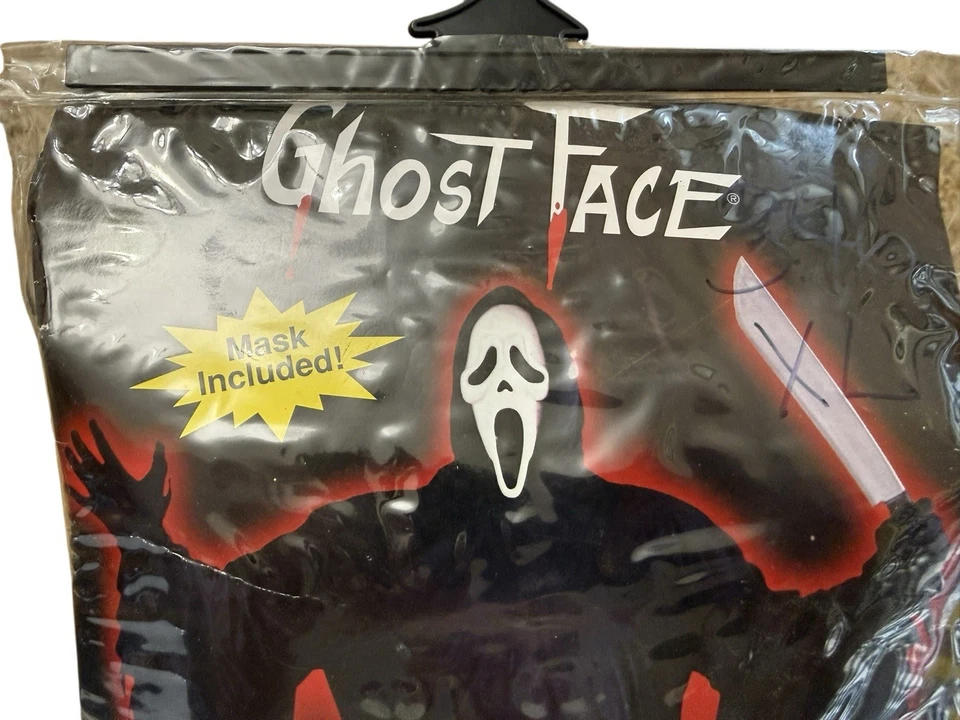 Ghost Face®
Mask
Included!
XL